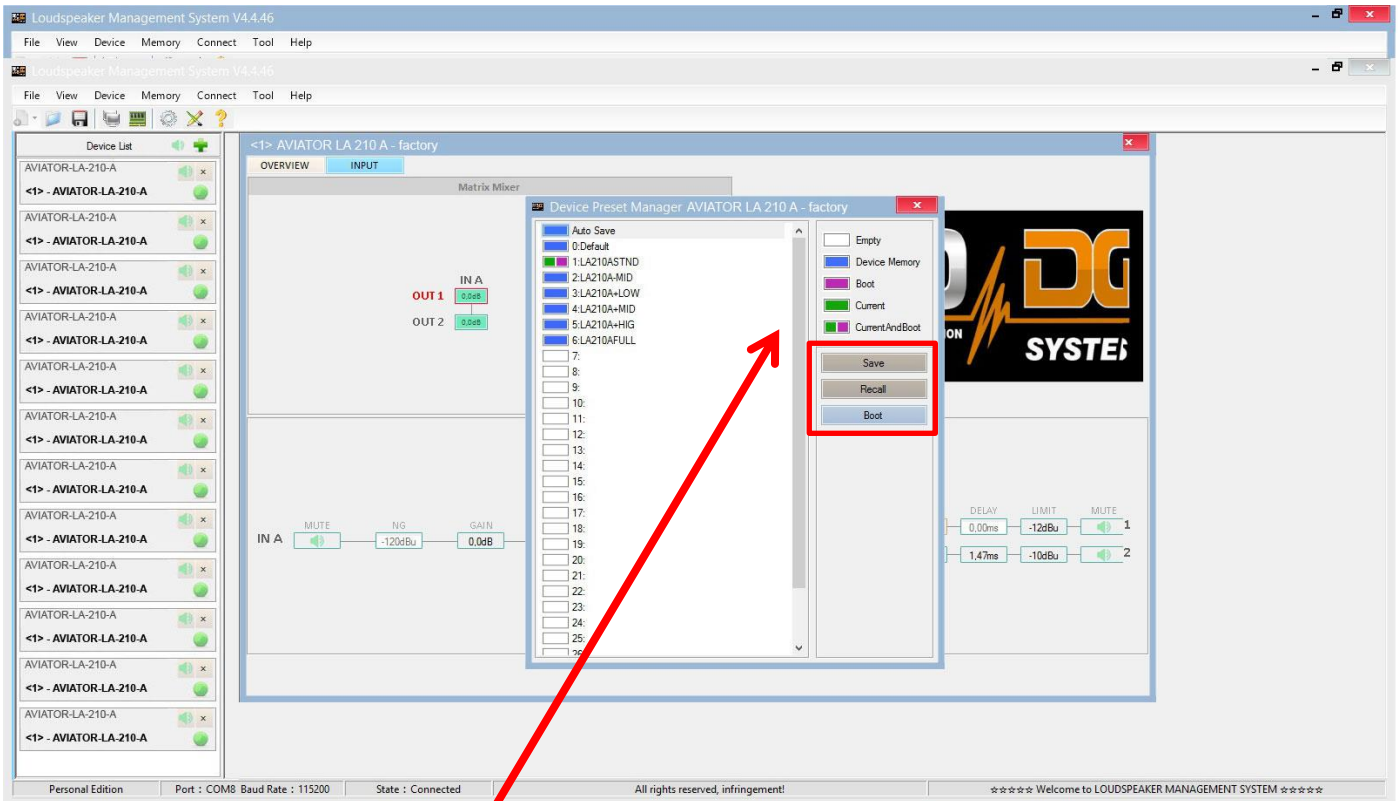 Loudspeaker Management System V4.4.46
File View Device Memory Connect Tool Help
Loudspeaker Management System V4.4.46
File View Device Memory Connect Tool Help
Device List
AVIATOR-LA-210-A
<1> - AVIATOR-LA-210-A
AVIATOR-LA-210-A
<1> - AVIATOR-LA-210-A
AVIATOR-LA-210-A
<1> - AVIATOR-LA-210-A
AVIATOR-LA-210-A
<1> - AVIATOR-LA-210-A
AVIATOR-LA-210-A
<1> - AVIATOR-LA-210-A
AVIATOR-LA-210-A
<1> - AVIATOR-LA-210-A
AVIATOR-LA-210-A
<1> - AVIATOR-LA-210-A
AVIATOR-LA-210-A
<1> - AVIATOR-LA-210-A
AVIATOR-LA-210-A
<1> - AVIATOR-LA-210-A
AVIATOR-LA-210-A
<1> - AVIATOR-LA-210-A
AVIATOR-LA-210-A
<1> - AVIATOR-LA-210-A
AVIATOR-LA-210-A
<1> - AVIATOR-LA-210-A
<1> AVIATOR LA 210 A - factory
OVERVIEW INPUT
Matrix Mixer
IN A
OUT 1 0,0dB
OUT 2 0,0dB
MUTE NG GAIN
IN A -120dBu 0,0dB
Device Preset Manager AVIATOR LA 210 A - factory
Auto Save
0:Default
1:LA210ASTND
2:LA210A-MID
3:LA210A+LOW
4:LA210A+MID
5:LA210A+HIG
6:LA210AFULL
7:
8:
9:
10:
11:
12:
13:
14:
15:
16:
17:
18:
19:
20:
21:
22:
23:
24:
25:
26:
Empty
Device Memory
Boot
Current
CurrentAndBoot
Save
Recall
Boot
DG
ION
SYSTE
DELAY LIMIT MUTE
0,00ms -12dBu 1
1,47ms -10dBu 2
Personal Edition Port : COM8 Baud Rate : 115200 State : Connected All rights reserved, infringement! ☆☆☆☆☆ Welcome to LOUDSPEAKER MANAGEMENT SYSTEM ☆☆☆☆☆